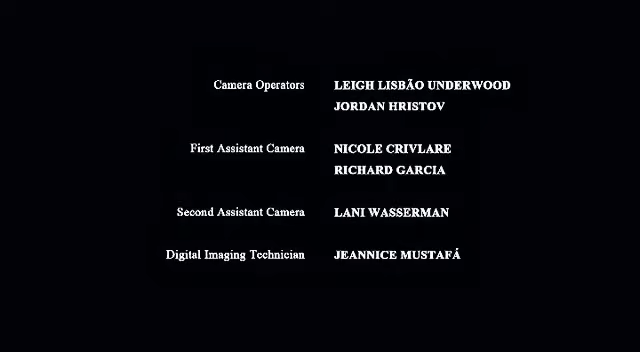 Camera Operators LEIGH LISBÃO UNDERWOOD
JORDAN HRISTOV
First Assistant Camera NICOLE CRIVLARE
RICHARD GARCIA
Second Assistant Camera LANI WASSERMAN
Digital Imaging Technician JEANNICE MUSTAFÁ